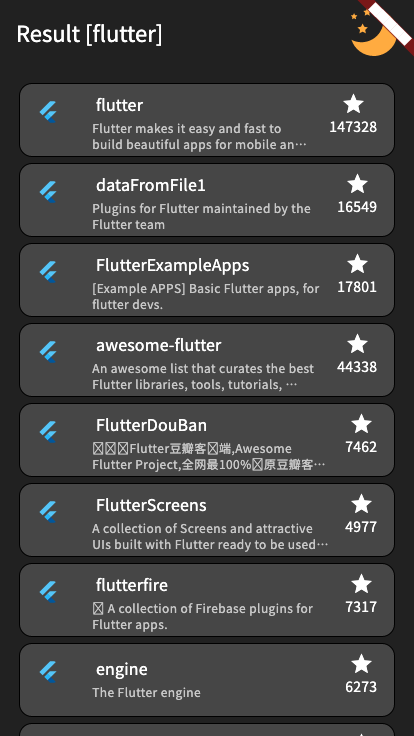 Result [flutter]
flutter
Flutter makes it easy and fast to
build beautiful apps for mobile an…
147328
dataFromFile1
Plugins for Flutter maintained by the
Flutter team
16549
FlutterExampleApps
[Example APPS] Basic Flutter apps, for
flutter devs.
17801
awesome-flutter
An awesome list that curates the best
Flutter libraries, tools, tutorials, …
44338
FlutterDouBan
Flutter豆瓣客端,Awesome
Flutter Project,全网最100%原豆瓣客…
7462
FlutterScreens
A collection of Screens and attractive
UIs built with Flutter ready to be used…
4977
flutterfire
A collection of Firebase plugins for
Flutter apps.
7317
engine
The Flutter engine
6273